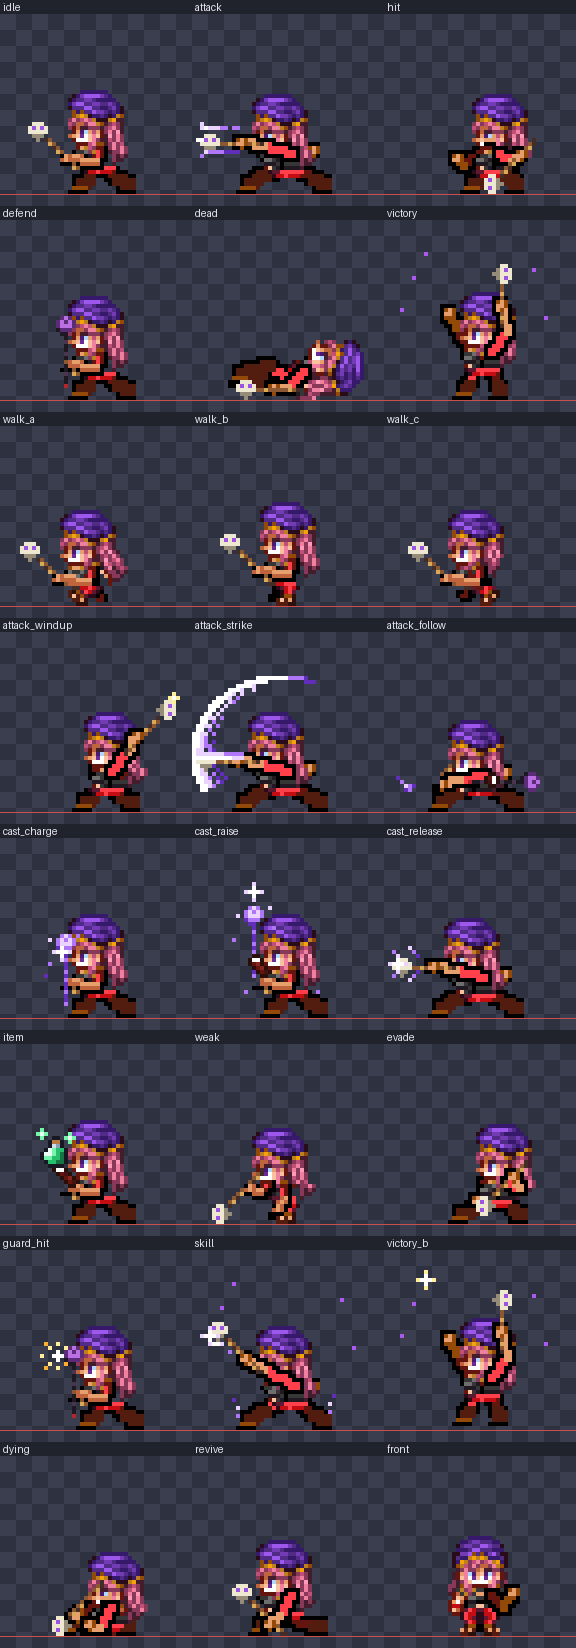 idle attack hit
defend dead victory
walk_a walk_b walk_c
attack_windup attack_strike attack_follow
cast_charge cast_raise cast_release
item weak evade
guard_hit skill victory_b
dying revive front